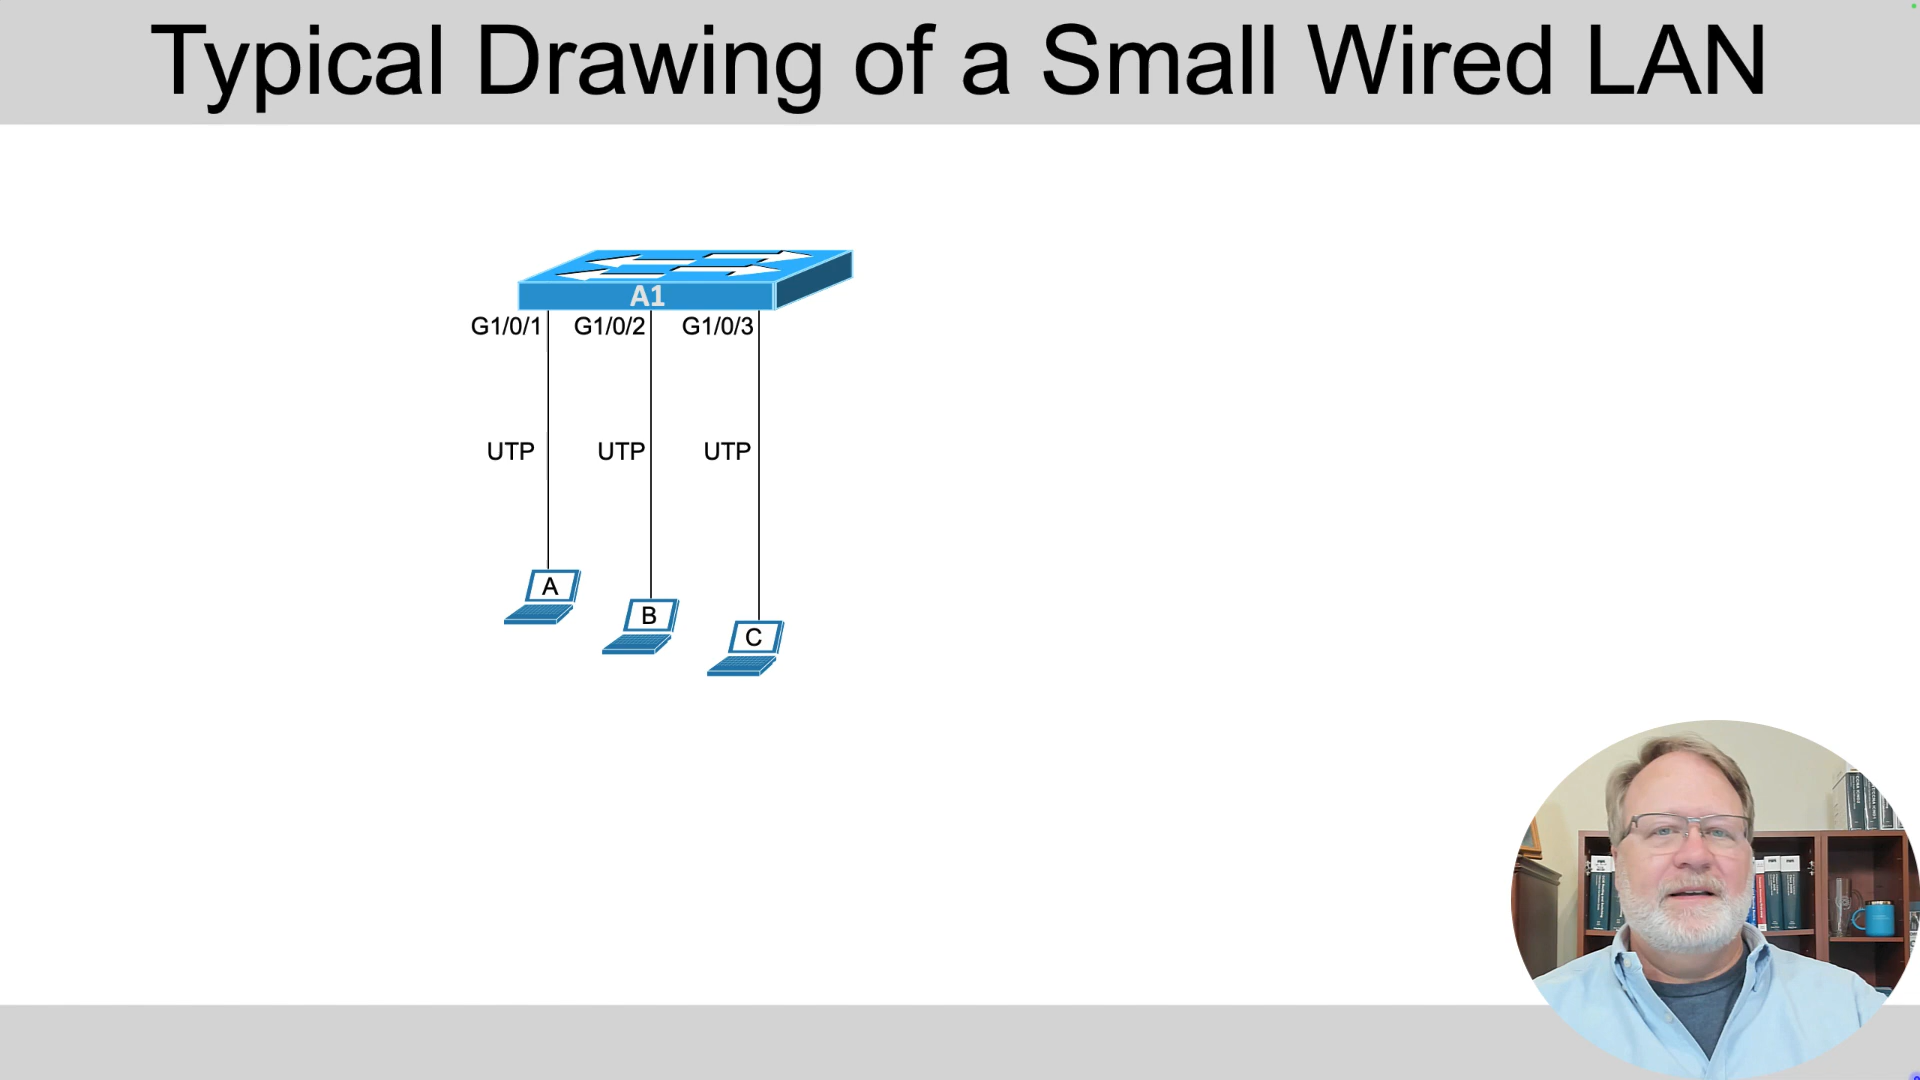 Typical Drawing of a Small Wired LAN
A1
G1/0/1 G1/0/2 G1/0/3
UTP UTP UTP
A
B
C